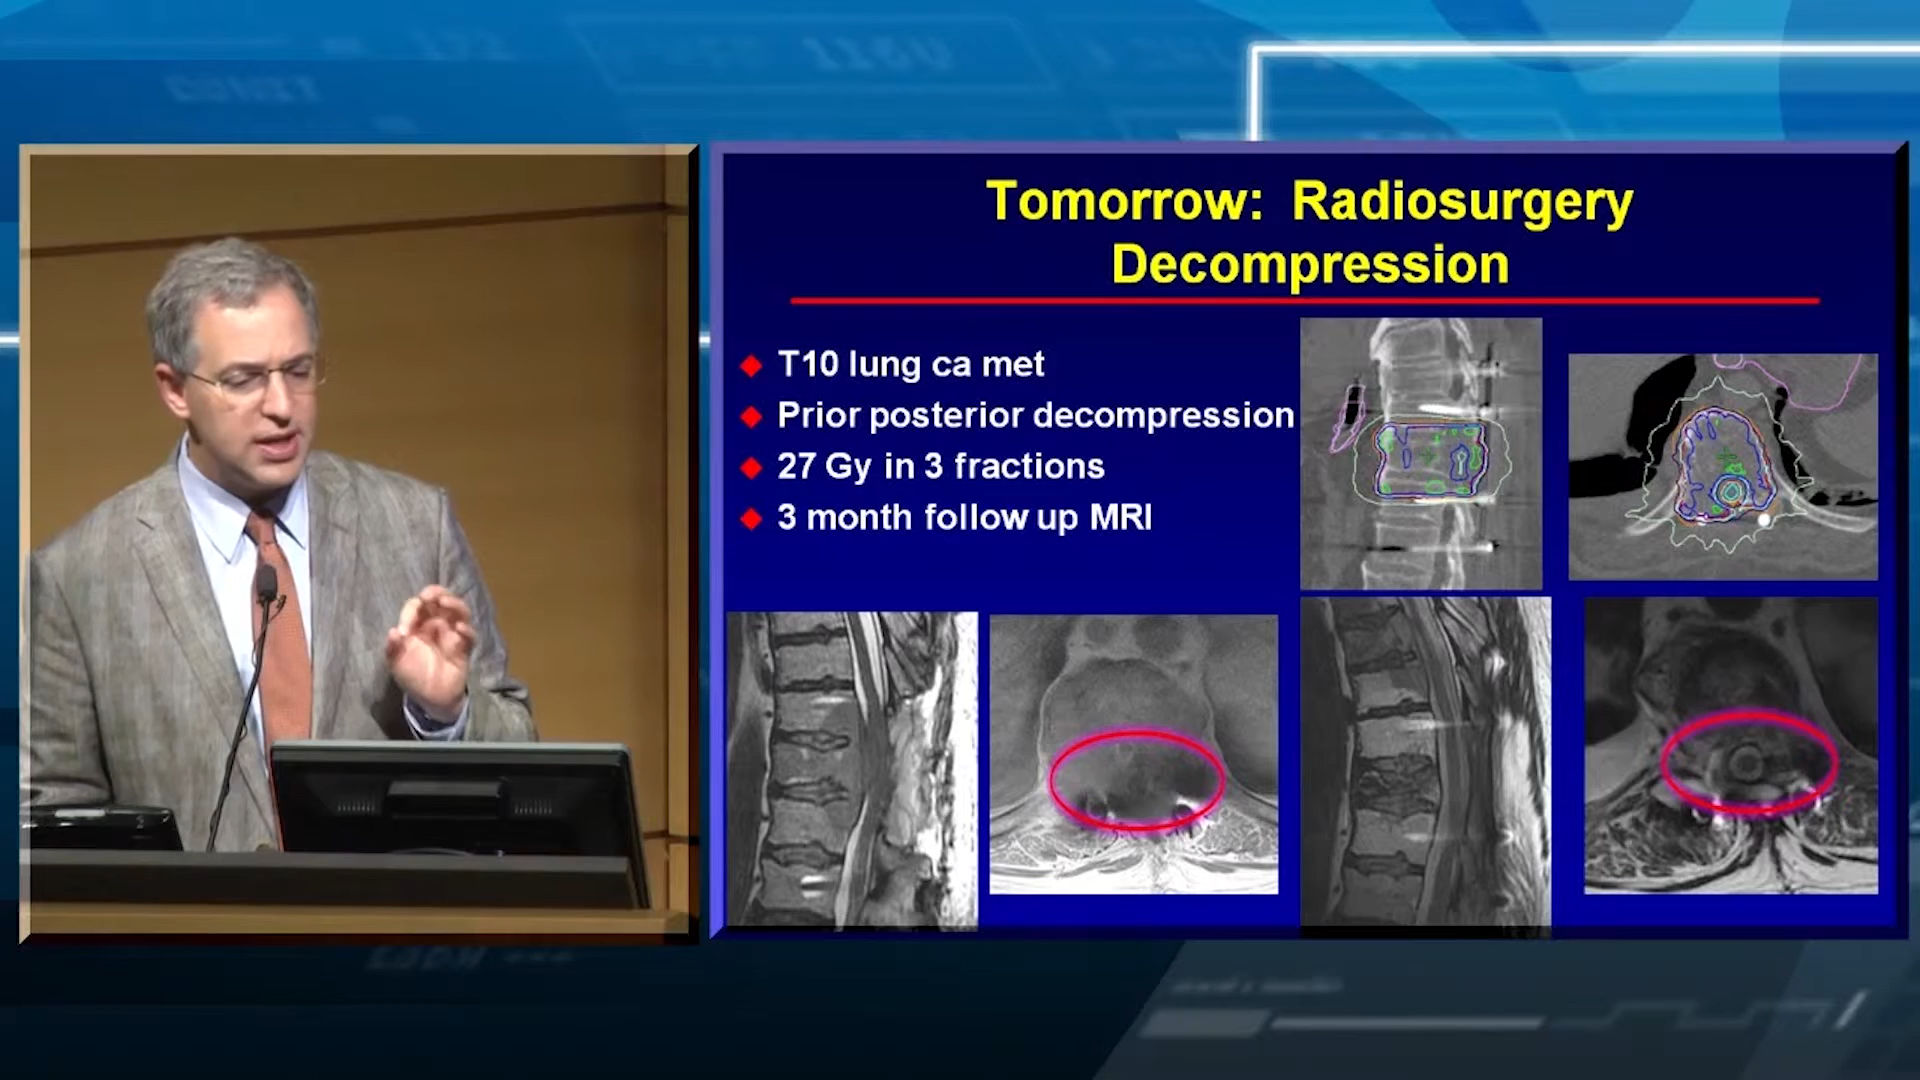 Tomorrow: Radiosurgery
Decompression
T10 lung ca met
Prior posterior decompression
27 Gy in 3 fractions
3 month follow up MRI